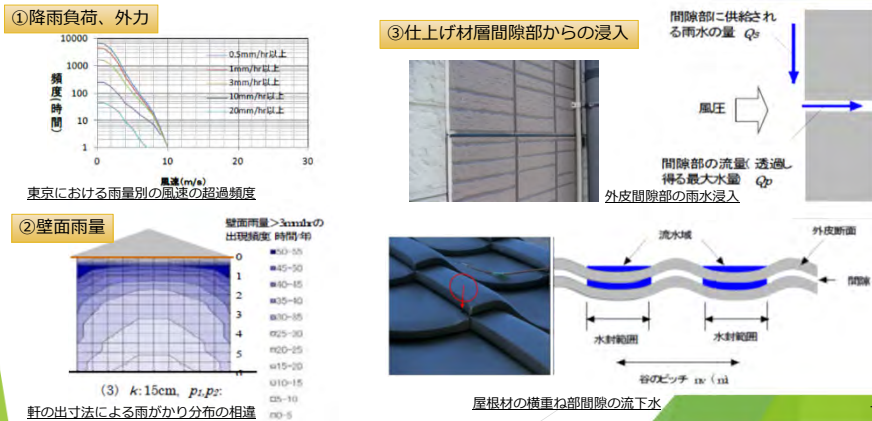 ①降雨負荷、外力
10000
1000
100
10
1
頻度(時間)
0.5mm/hr以上
1mm/hr以上
3mm/hr以上
10mm/hr以上
20mm/hr以上
0
10
20
30
風速(m/s)
東京における雨量別の風速の超過頻度
②壁面雨量
壁面雨量>3mm/hrの
出現頻度(時間/年)
0
1
2
3
4
5
50-55
45-50
40-45
35-40
30-35
25-30
20-25
15-20
10-15
5-10
0-5
(3) k:15cm, p1,p2:
軒の出寸法による雨がかり分布の相違
③仕上げ材層間隙部からの浸入
間隙部に供給され
る雨水の量 Qs
風圧
間隙部の流量(透過し
得る最大水量) Qp
外皮間隙部の雨水浸入
流水域
外皮断面
間隙
水封範囲
水封範囲
谷のピッチ nv (m)
屋根材の横重ね部間隙の流下水